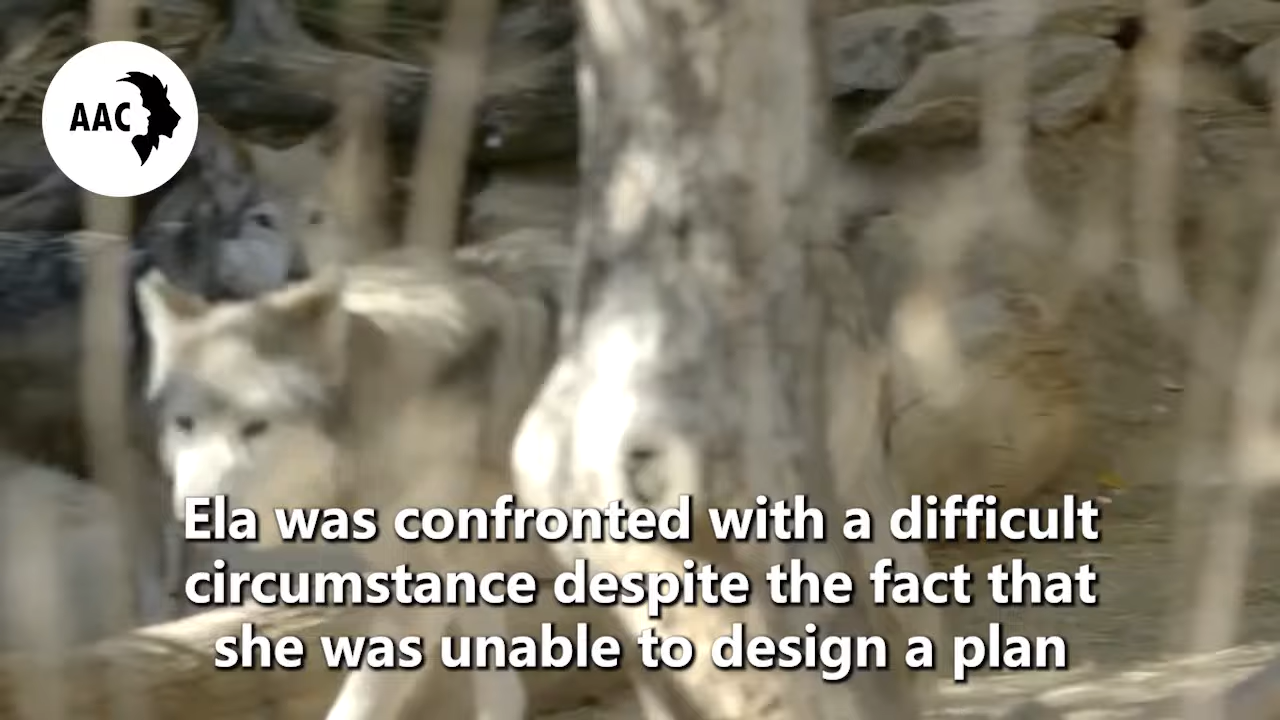 AAC
Ela was confronted with a difficult
circumstance despite the fact that
she was unable to design a plan